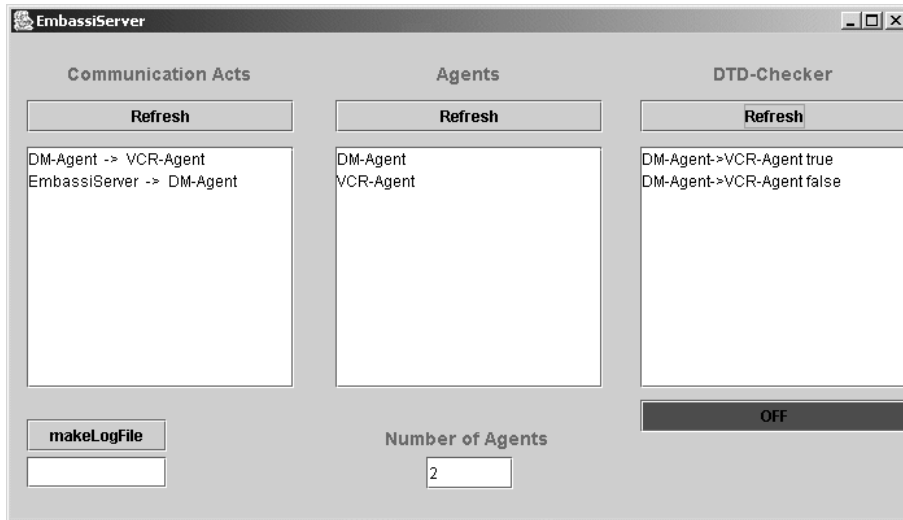 EmbassiServer
Communication Acts
Refresh
DM-Agent -> VCR-Agent
EmbassiServer -> DM-Agent
makeLogFile
Agents
Refresh
DM-Agent
VCR-Agent
Number of Agents
2
DTD-Checker
Refresh
DM-Agent->VCR-Agent true
DM-Agent->VCR-Agent false
OFF